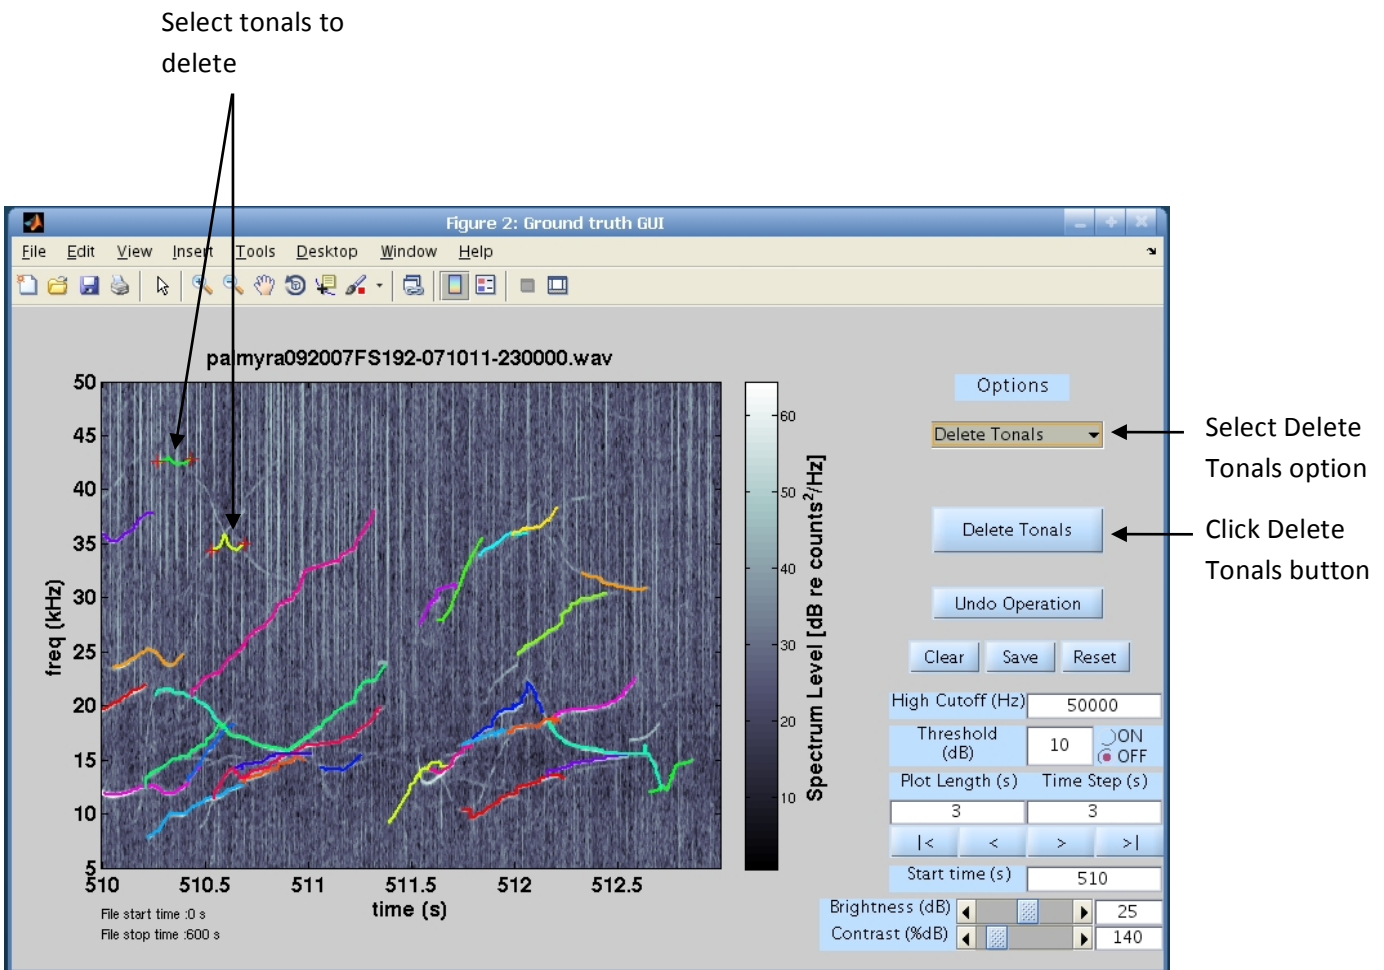 Select tonals to
delete
Figure 2: Ground truth GUI
File Edit View Insert Tools Desktop Window Help
palmyra092007FS192-071011-230000.wav
50
45
40
35
30
25
20
15
10
5
freq (kHz)
510 510.5 511 511.5 512 512.5
time (s)
File start time :0 s
File stop time :600 s
60
50
40
30
20
10
Spectrum Level [dB re counts²/Hz]
Options
Delete Tonals
Delete Tonals
Undo Operation
Clear Save Reset
High Cutoff (Hz) 50000
Threshold
(dB) 10 ON
OFF
Plot Length (s) Time Step (s)
3 3
|< < > >|
Start time (s) 510
Brightness (dB) 25
Contrast (%dB) 140
Select Delete
Tonals option
Click Delete
Tonals button